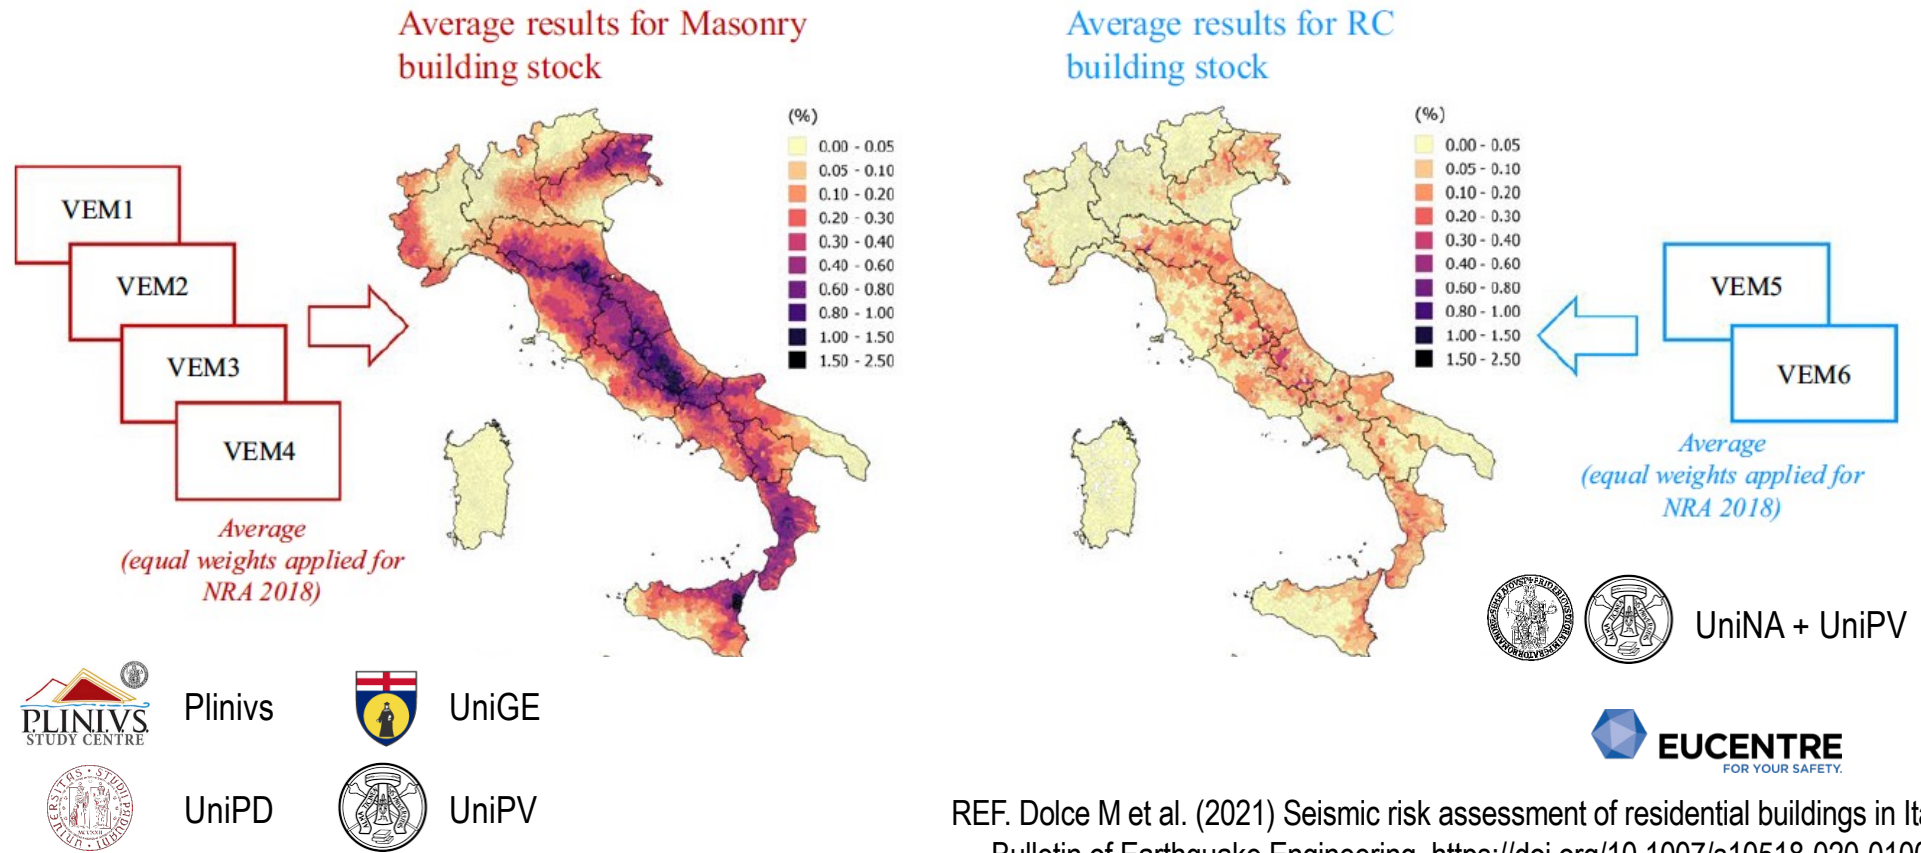 Average results for Masonry
building stock
Average results for RC
building stock
(%)
0.00 - 0.05
0.05 - 0.10
0.10 - 0.20
0.20 - 0.30
0.30 - 0.40
0.40 - 0.60
0.60 - 0.80
0.80 - 1.00
1.00 - 1.50
1.50 - 2.50
(%)
0.00 - 0.05
0.05 - 0.10
0.10 - 0.20
0.20 - 0.30
0.30 - 0.40
0.40 - 0.60
0.60 - 0.80
0.80 - 1.00
1.00 - 1.50
1.50 - 2.50
VEM1
VEM2
VEM3
VEM4
Average
(equal weights applied for
NRA 2018)
VEM5
VEM6
Average
(equal weights applied for
NRA 2018)
UniNA + UniPV
PLINIVS
STUDY CENTRE
Plinivs
UniGE
UniPD
UniPV
EUCENTRE
FOR YOUR SAFETY.
REF. Dolce M et al. (2021) Seismic risk assessment of residential buildings in
Bulletin of Earthquake Engineering